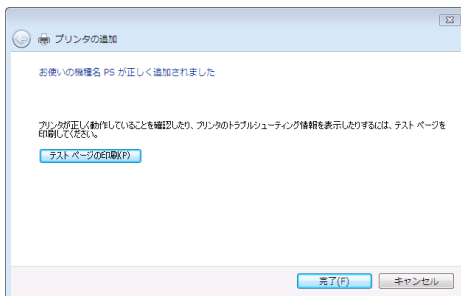 プリンタの追加
お使いの機種名 PS が正しく追加されました
プリンタが正しく動作していることを確認したり、プリンタのトラブルシューティング情報を表示したりするには、テスト ページを
印刷してください。
テスト ページの印刷(P)
完了(F)
キャンセル